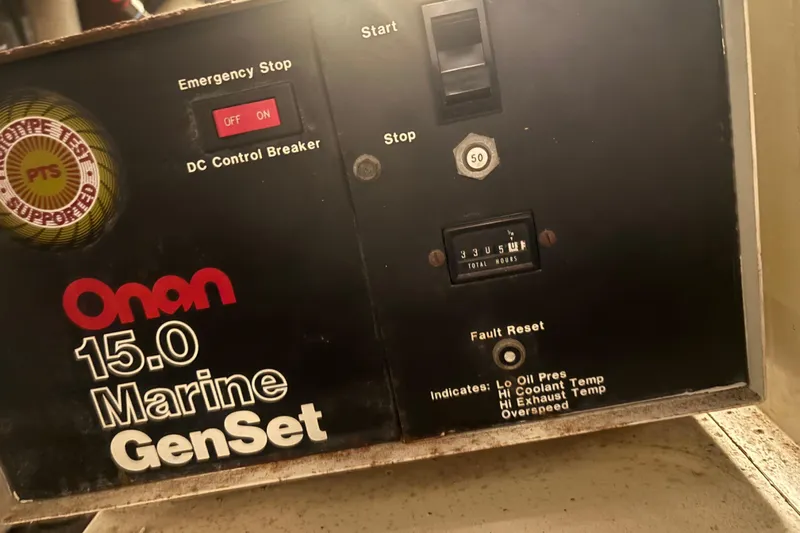 Start
Emergency Stop
OFF ON
DC Control Breaker
Stop
50
PROTOTYPE TEST
PTS
• SUPPORTED •
TOTAL HOURS
Onan
15.0
Marine
GenSet
Fault Reset
Indicates: Lo Oil Pres
Hi Coolant Temp
Hi Exhaust Temp
Overspeed